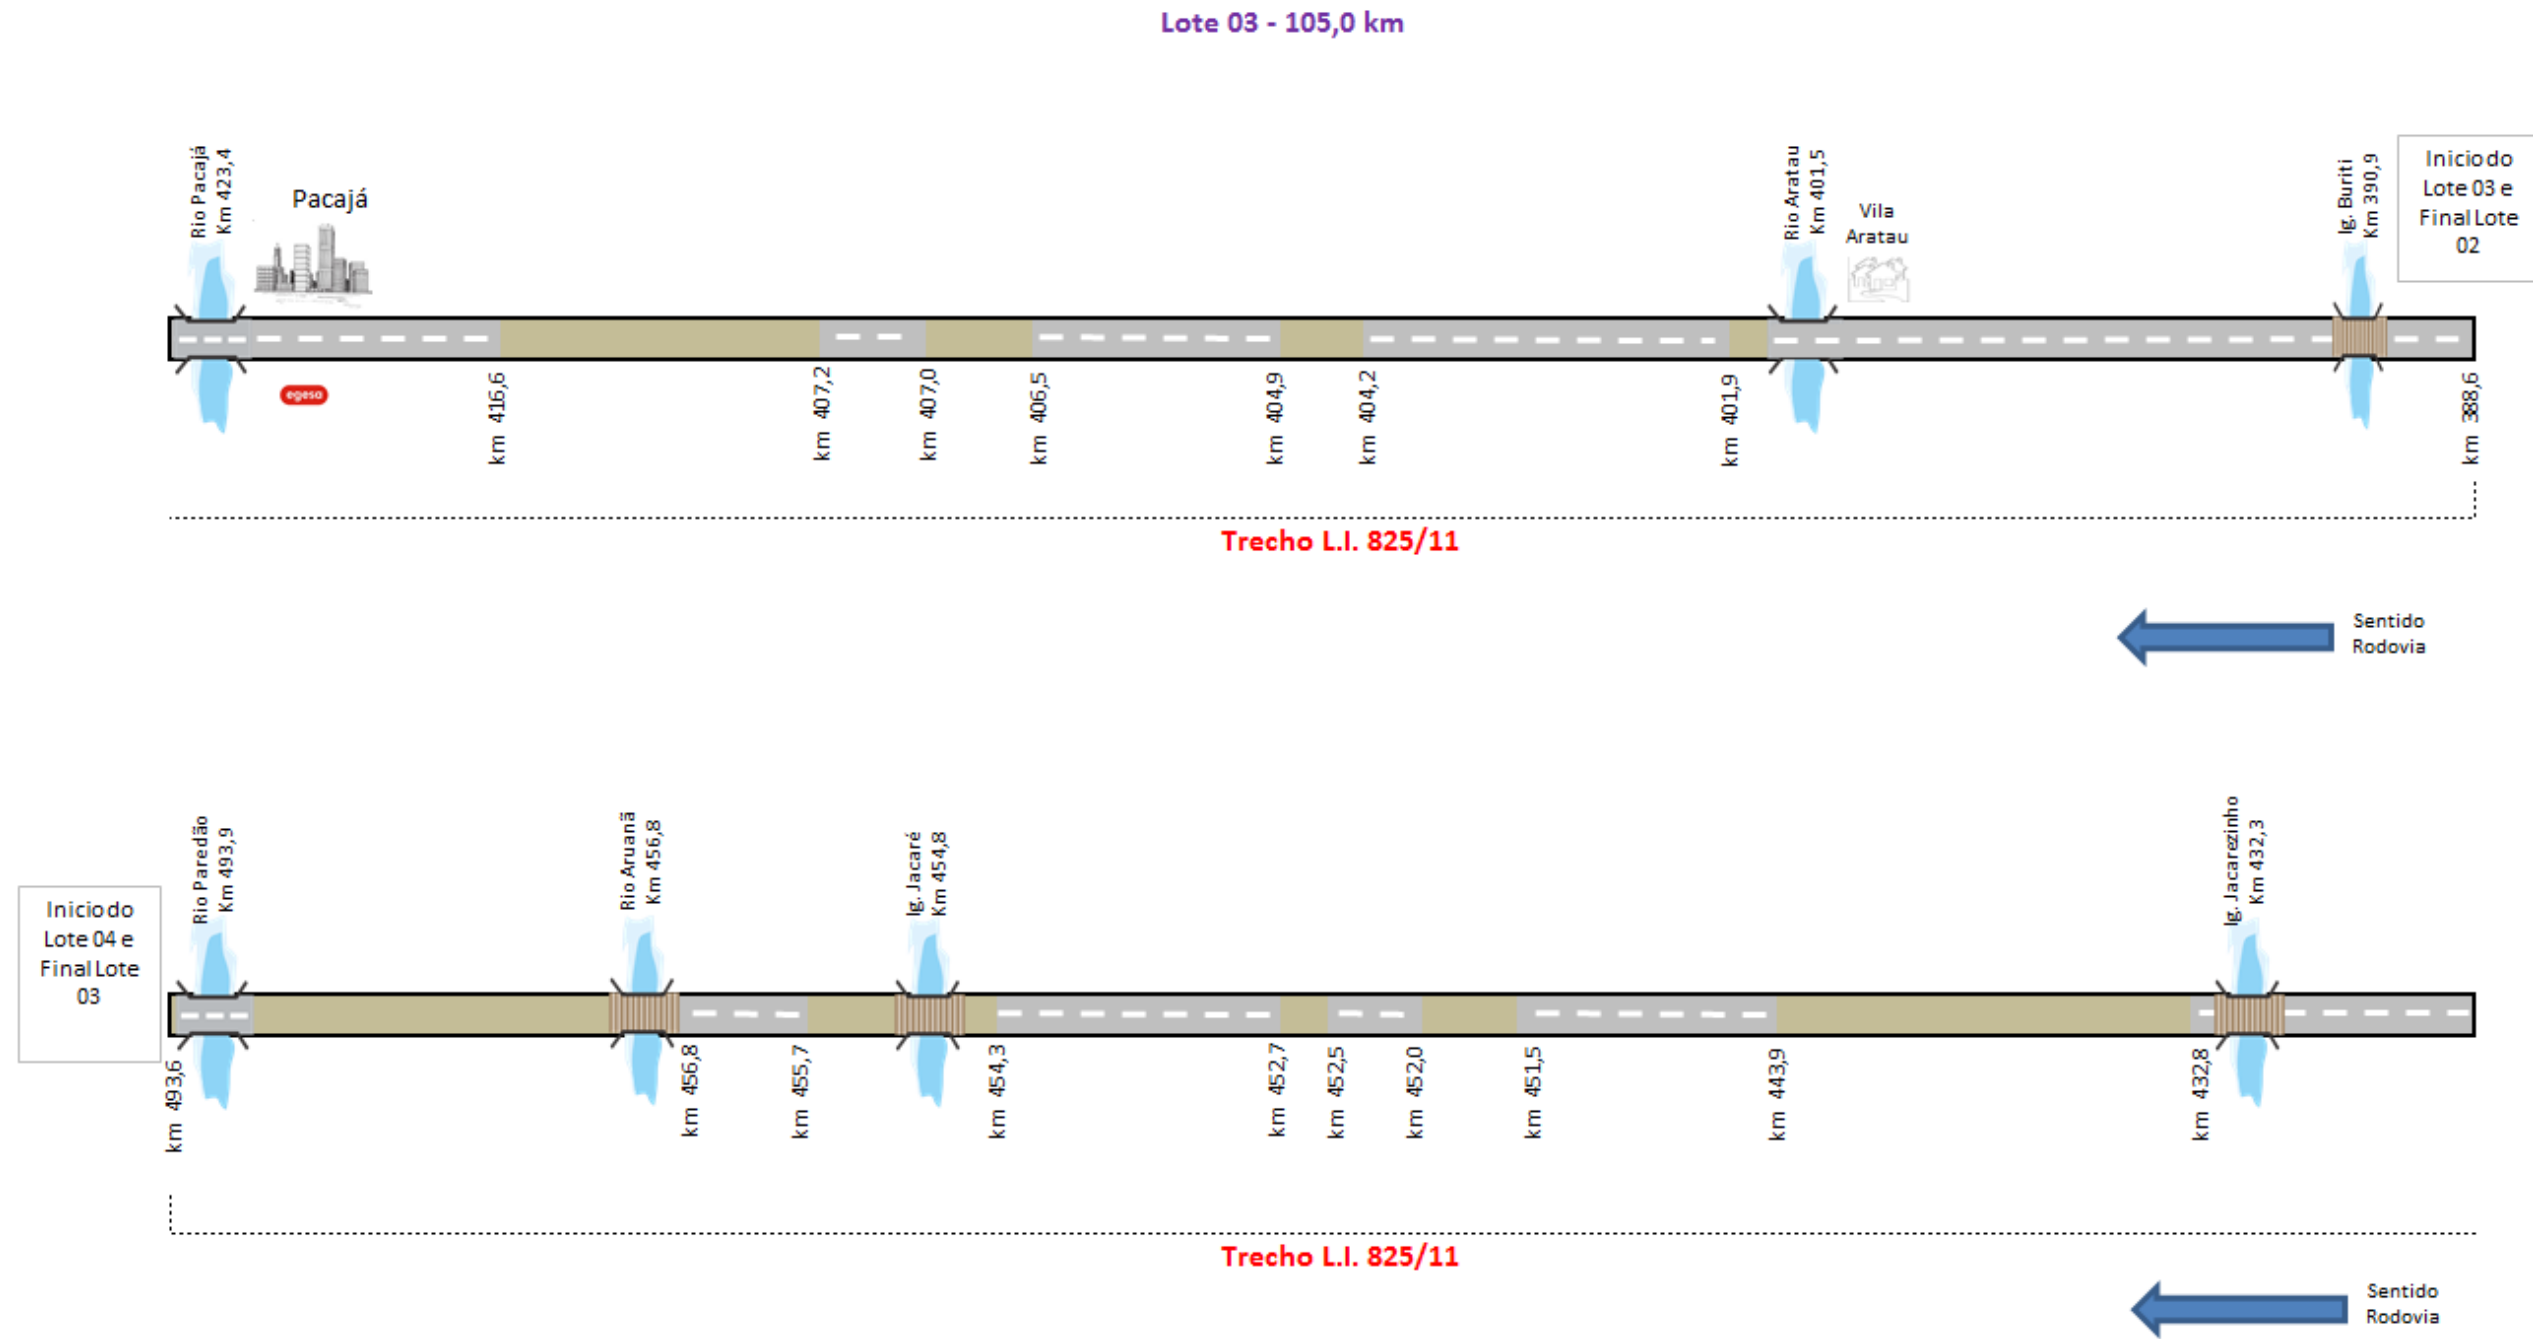 Lote 03 - 105,0 km
Rio Pacajá
Km 423,4
Pacajá
Rio Aratau
Km 401,5
Vila
Aratau
Ig. Buriti
Km 390,9
Inicio do
Lote 03 e
Final Lote
02
egesa
km 416,6
km 407,2
km 407,0
km 406,5
km 404,9
km 404,2
km 401,9
km 388,6
Trecho L.I. 825/11
Sentido
Rodovia
Inicio do
Lote 04 e
Final Lote
03
Rio Paredão
Km 493,9
Rio Aruanã
Km 456,8
Ig. Jacaré
Km 454,8
Ig. Jacarezinho
Km 432,3
km 493,6
km 456,8
km 455,7
km 454,3
km 452,7
km 452,5
km 452,0
km 451,5
km 443,9
km 432,8
Trecho L.I. 825/11
Sentido
Rodovia